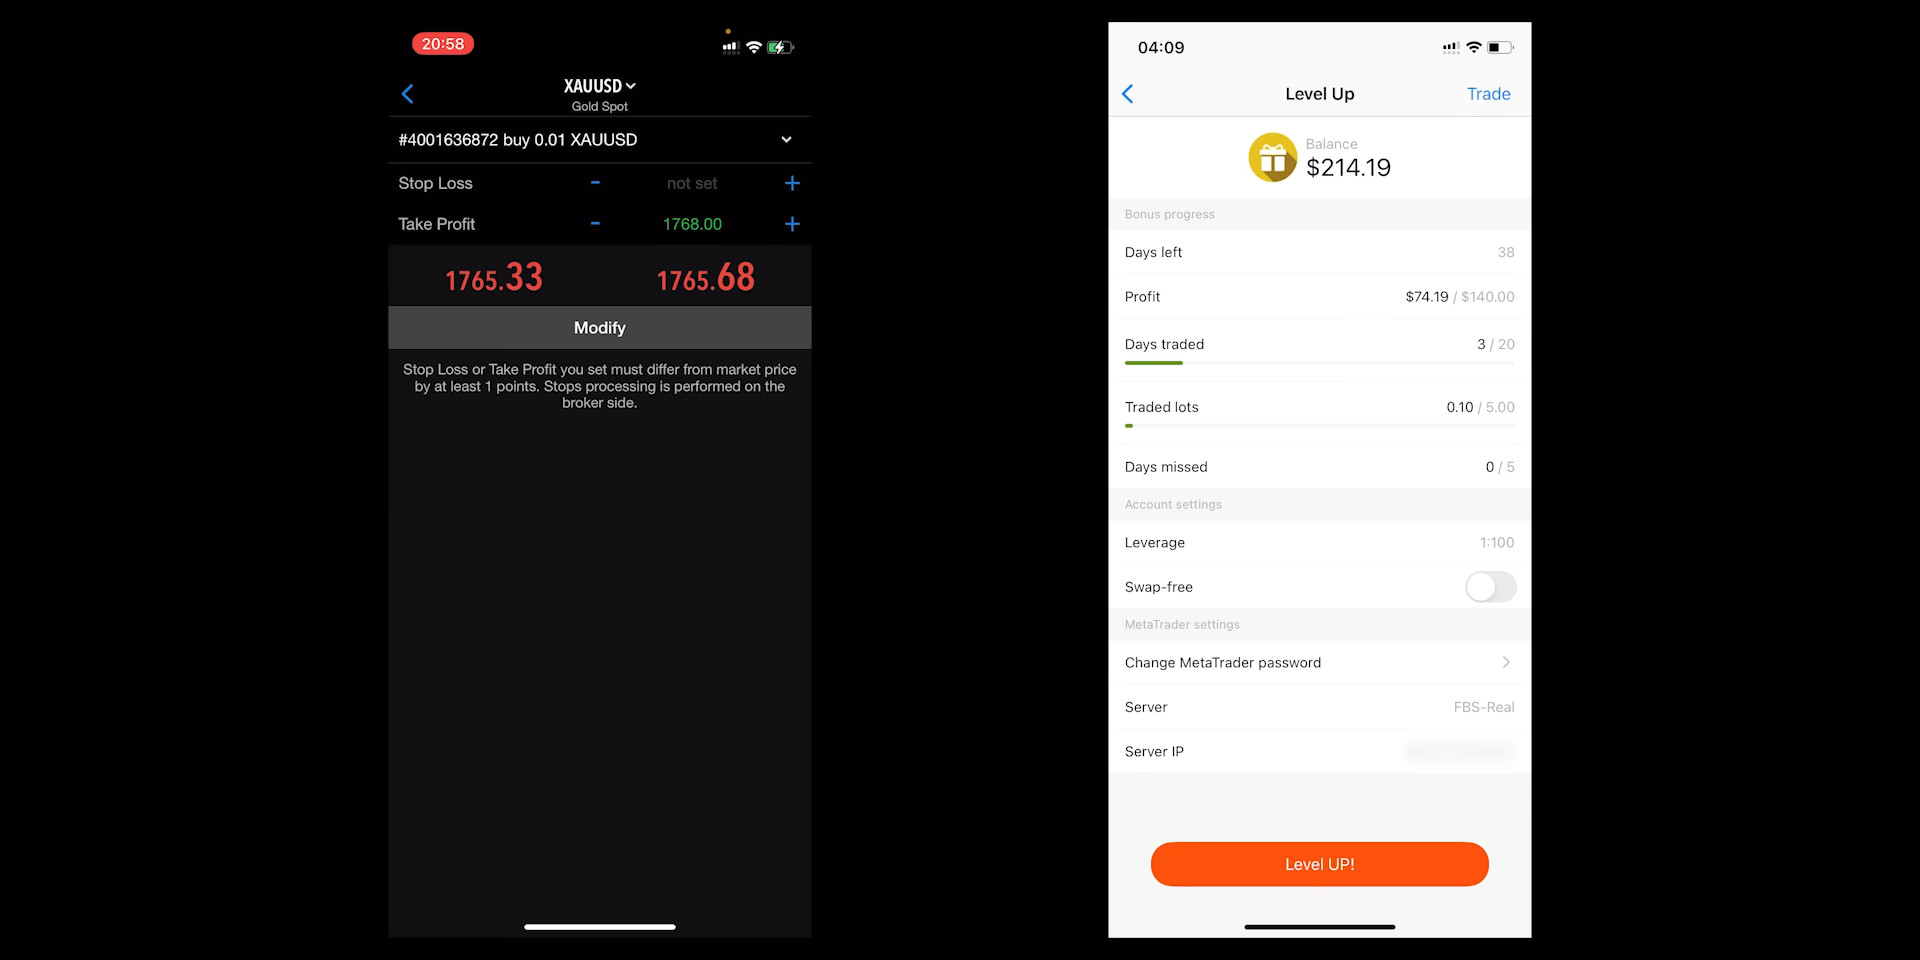 20:58
XAUUSD
Gold Spot
#4001636872 buy 0.01 XAUUSD
Stop Loss - not set +
Take Profit - 1768.00 +
1765.33 1765.68
Modify
Stop Loss or Take Profit you set must differ from market price
by at least 1 points. Stops processing is performed on the
broker side.
04:09
Level Up Trade
Balance
$214.19
Bonus progress
Days left 38
Profit $74.19 / $140.00
Days traded 3 / 20
Traded lots 0.10 / 5.00
Days missed 0 / 5
Account settings
Leverage 1:100
Swap-free
MetaTrader settings
Change MetaTrader password
Server FBS-Real
Server IP
Level UP!